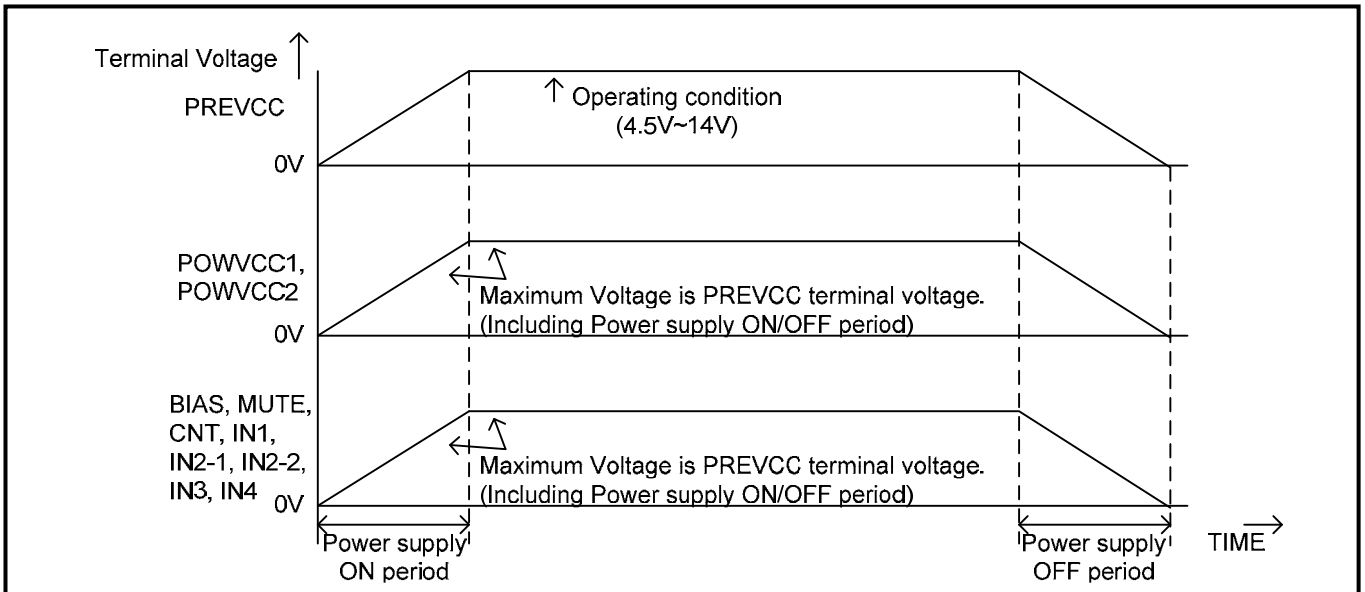 Terminal Voltage
PREVCC
Operating condition
(4.5V~14V)
0V
POWVCC1,
POWVCC2
Maximum Voltage is PREVCC terminal voltage.
(Including Power supply ON/OFF period)
0V
BIAS, MUTE,
CNT, IN1,
IN2-1, IN2-2,
IN3, IN4
Maximum Voltage is PREVCC terminal voltage.
(Including Power supply ON/OFF period)
0V
Power supply
ON period
Power supply
OFF period
TIME